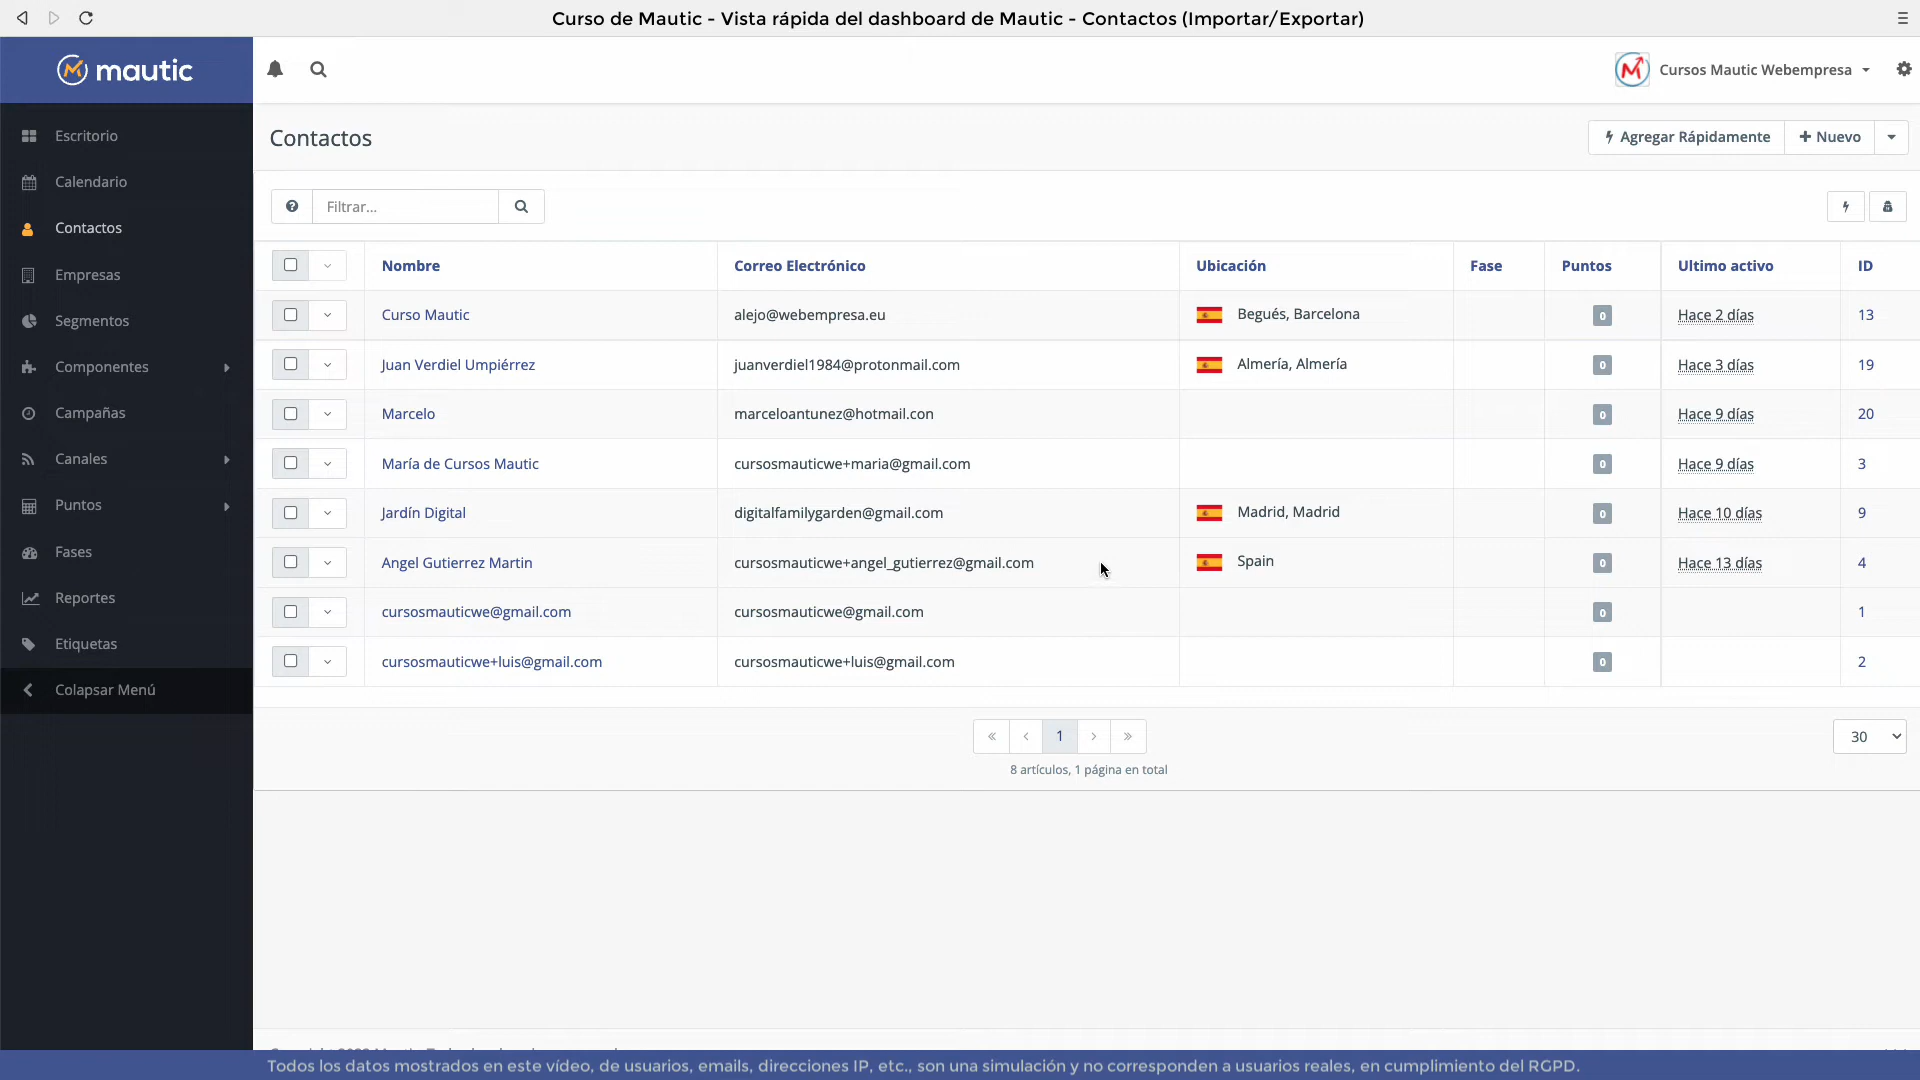 Curso de Mautic - Vista rápida del dashboard de Mautic - Contactos (Importar/Exportar)
mautic
Cursos Mautic Webempresa
Escritorio
Calendario
Contactos
Empresas
Segmentos
Componentes
Campañas
Canales
Puntos
Fases
Reportes
Etiquetas
Colapsar Menú
Contactos
Agregar Rápidamente
+ Nuevo
Filtrar...
Nombre Correo Electrónico Ubicación Fase Puntos Ultimo activo ID
Curso Mautic alejo@webempresa.eu Begués, Barcelona 0 Hace 2 días 13
Juan Verdiel Umpiérrez juanverdiel1984@protonmail.com Almería, Almería 0 Hace 3 días 19
Marcelo marceloantunez@hotmail.con 0 Hace 9 días 20
María de Cursos Mautic cursosmauticwe+maria@gmail.com 0 Hace 9 días 3
Jardín Digital digitalfamilygarden@gmail.com Madrid, Madrid 0 Hace 10 días 9
Angel Gutierrez Martin cursosmauticwe+angel_gutierrez@gmail.com Spain 0 Hace 13 días 4
cursosmauticwe@gmail.com cursosmauticwe@gmail.com 0 1
cursosmauticwe+luis@gmail.com cursosmauticwe+luis@gmail.com 0 2
« ‹ 1 › »
30
8 artículos, 1 página en total
Todos los datos mostrados en este vídeo, de usuarios, emails, direcciones IP, etc., son una simulación y no corresponden a usuarios reales, en cumplimiento del RGPD.